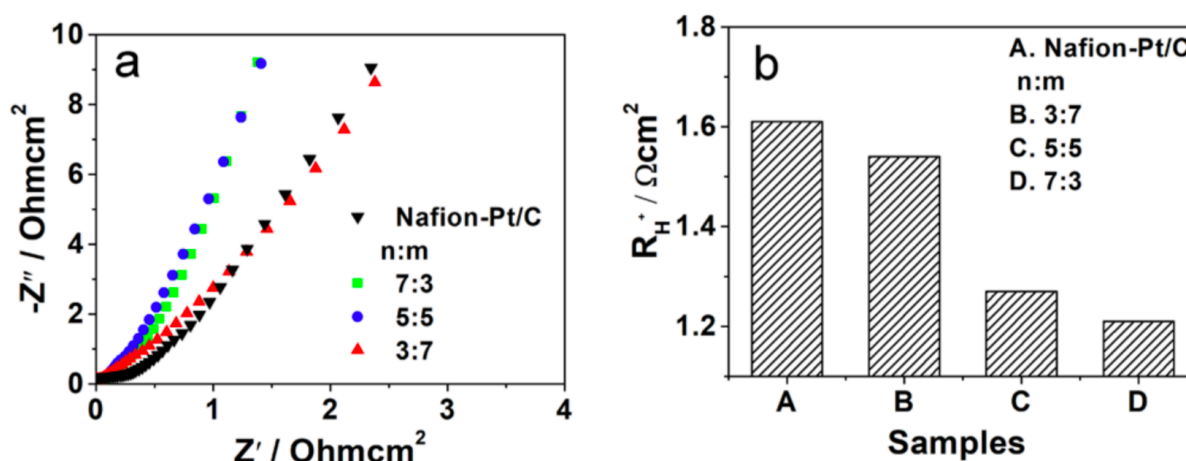 a
10
8
6
4
2
0
-Z″ / Ohmcm²
0
1
2
3
4
Z′ / Ohmcm²
Nafion-Pt/C
n:m
7:3
5:5
3:7
b
1.8
1.6
1.4
1.2
R_H⁺ / Ωcm²
A. Nafion-Pt/C
n:m
B. 3:7
C. 5:5
D. 7:3
A
B
C
D
Samples